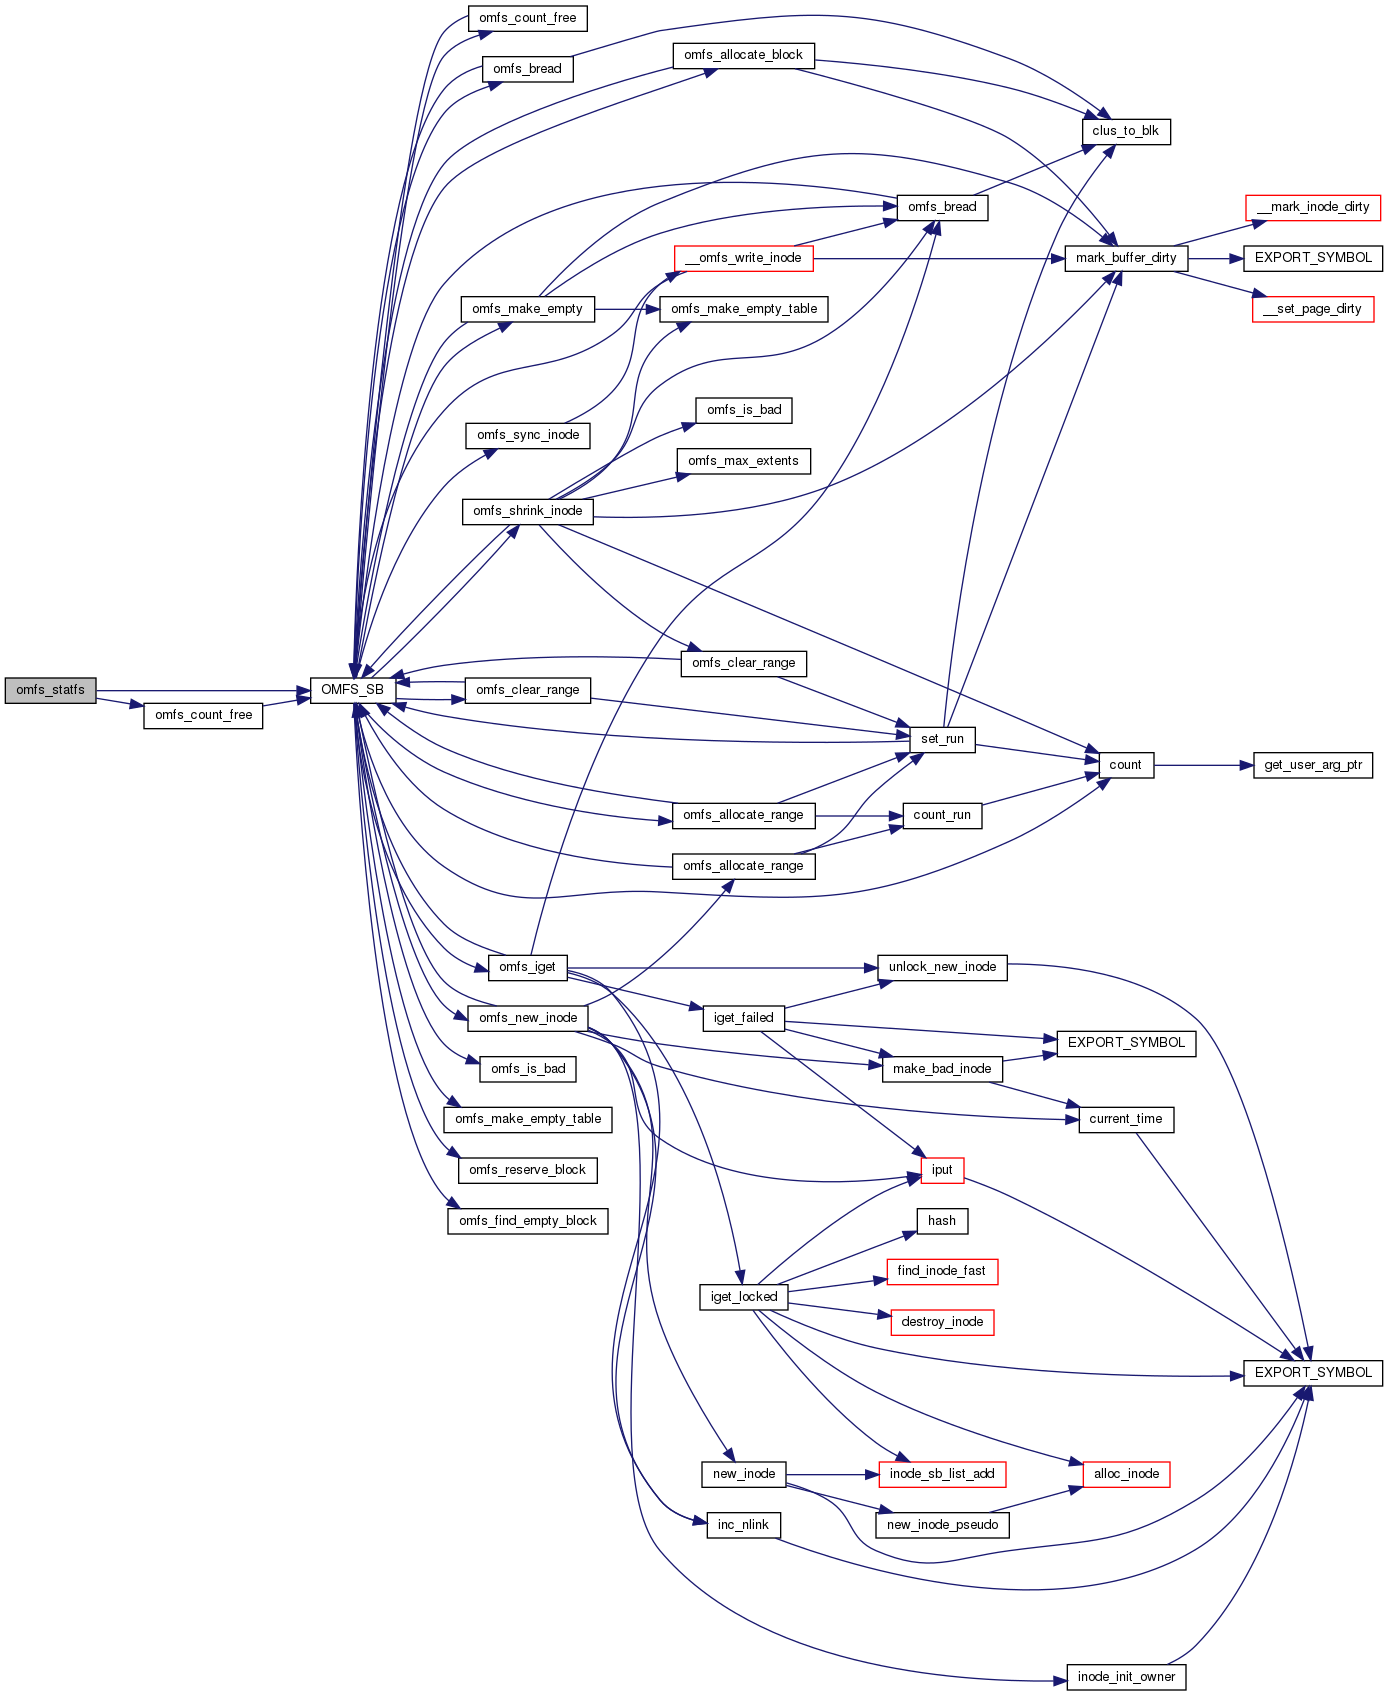 omfs_count_free
omfs_bread
omfs_allocate_block
clus_to_blk
omfs_bread
__mark_inode_dirty
__omfs_write_inode
mark_buffer_dirty
EXPORT_SYMBOL
omfs_make_empty
omfs_make_empty_table
__set_page_dirty
omfs_is_bad
omfs_sync_inode
omfs_max_extents
omfs_shrink_inode
omfs_clear_range
omfs_statfs
OMFS_SB
omfs_clear_range
omfs_count_free
set_run
count
get_user_arg_ptr
omfs_allocate_range
count_run
omfs_allocate_range
omfs_iget
unlock_new_inode
omfs_new_inode
iget_failed
EXPORT_SYMBOL
omfs_is_bad
make_bad_inode
omfs_make_empty_table
current_time
omfs_reserve_block
iput
omfs_find_empty_block
hash
find_inode_fast
iget_locked
destroy_inode
EXPORT_SYMBOL
new_inode
inode_sb_list_add
alloc_inode
inc_nlink
new_inode_pseudo
inode_init_owner